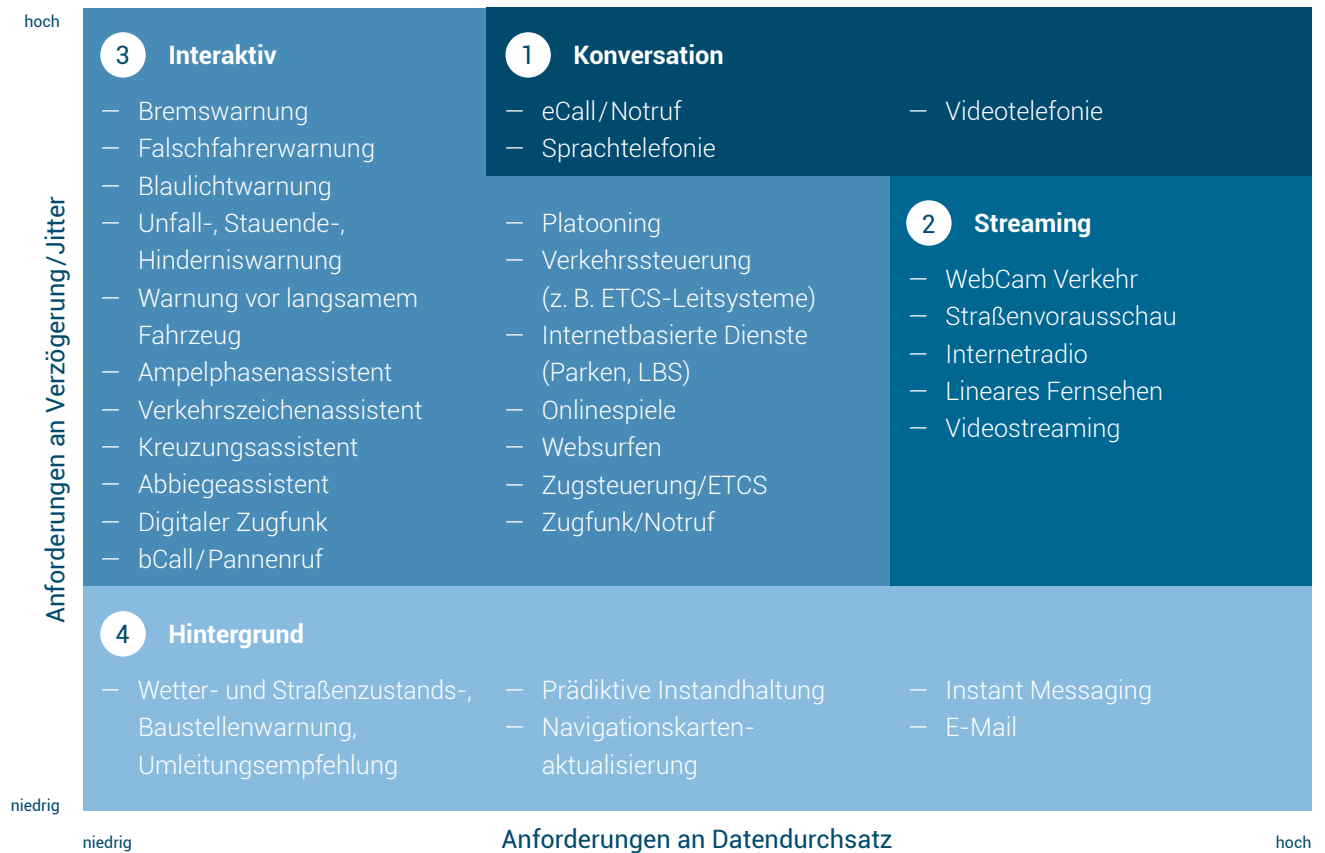 hoch
Anforderungen an Verzögerung/Jitter
niedrig
3 Interaktiv
— Bremswarnung
— Falschfahrerwarnung
— Blaulichtwarnung
— Unfall-, Stauende-,
Hinderniswarnung
— Warnung vor langsamem
Fahrzeug
— Ampelphasenassistent
— Verkehrszeichenassistent
— Kreuzungsassistent
— Abbiegeassistent
— Digitaler Zugfunk
— bCall/Pannenruf
— Platooning
— Verkehrssteuerung
(z. B. ETCS-Leitsysteme)
— Internetbasierte Dienste
(Parken, LBS)
— Onlinespiele
— Websurfen
— Zugsteuerung/ETCS
— Zugfunk/Notruf
1 Konversation
— eCall/Notruf
— Sprachtelefonie
— Videotelefonie
2 Streaming
— WebCam Verkehr
— Straßenvorausschau
— Internetradio
— Lineares Fernsehen
— Videostreaming
4 Hintergrund
— Wetter- und Straßenzustands-,
Baustellenwarnung,
Umleitungsempfehlung
— Prädiktive Instandhaltung
— Navigationskarten-
aktualisierung
— Instant Messaging
— E-Mail
niedrig
Anforderungen an Datendurchsatz
hoch